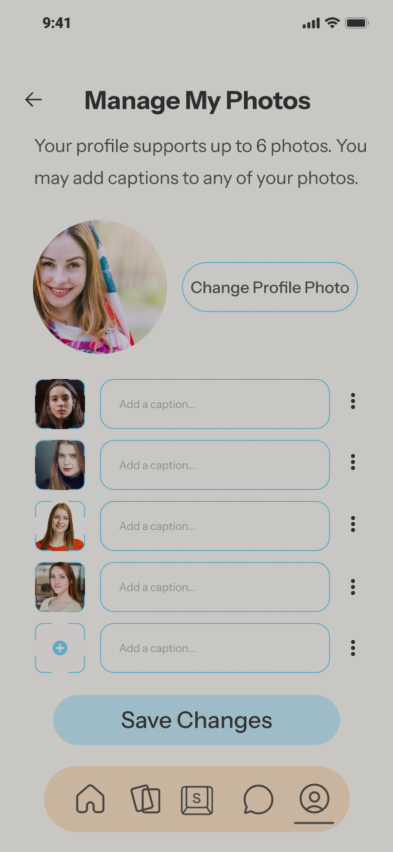 9:41
Manage My Photos
Your profile supports up to 6 photos. You
may add captions to any of your photos.
Change Profile Photo
Add a caption...
Add a caption...
Add a caption...
Add a caption...
Add a caption...
Save Changes
S